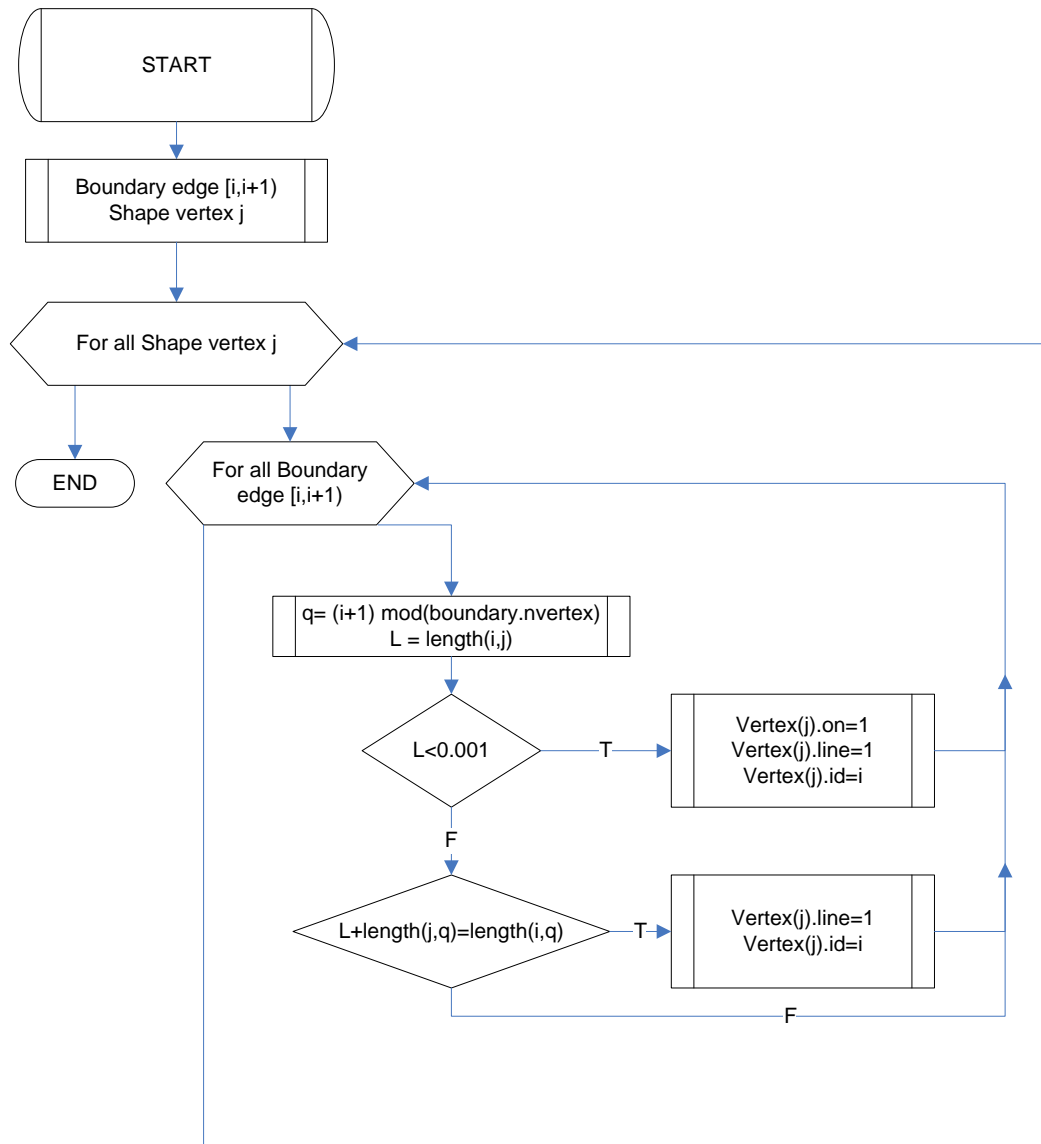 START
Boundary edge [i,i+1)
Shape vertex j
For all Shape vertex j
END
For all Boundary
edge [i,i+1)
q= (i+1) mod(boundary.nvertex)
L = length(i,j)
L<0.001
T
Vertex(j).on=1
Vertex(j).line=1
Vertex(j).id=i
F
L+length(j,q)=length(i,q)
T
Vertex(j).line=1
Vertex(j).id=i
F